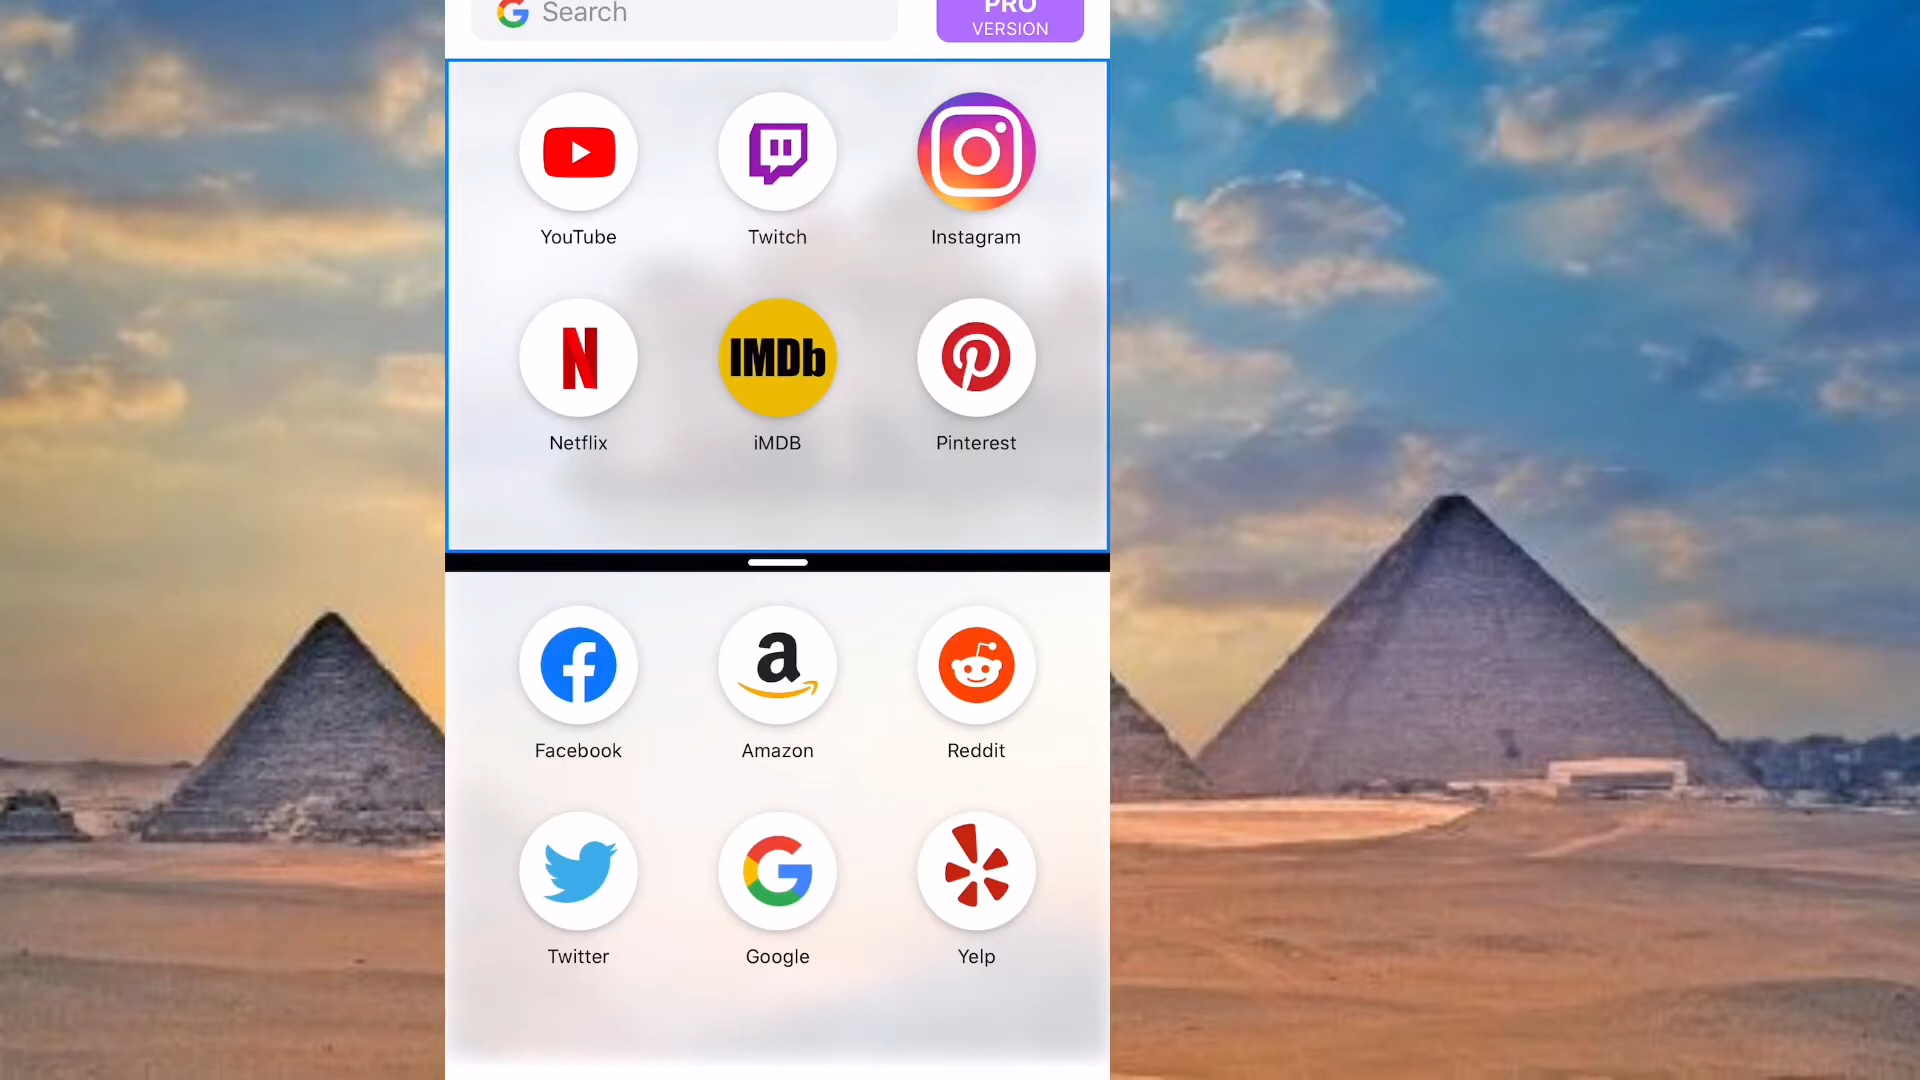 Search
PRO
VERSION
YouTube
Twitch
Instagram
IMDb
Netflix
iMDB
Pinterest
Facebook
Amazon
Reddit
Twitter
Google
Yelp